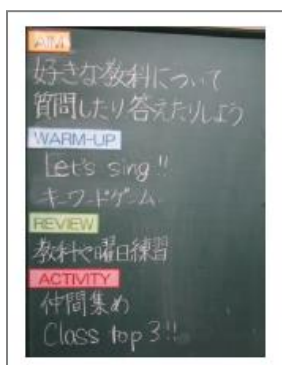 AIM
好きな教科について
質問したり答えたりしよう
WARM-UP
Let's sing!!
キーワードゲーム
REVIEW
教科や曜日練習
ACTIVITY
仲間集め
Class top 3!!